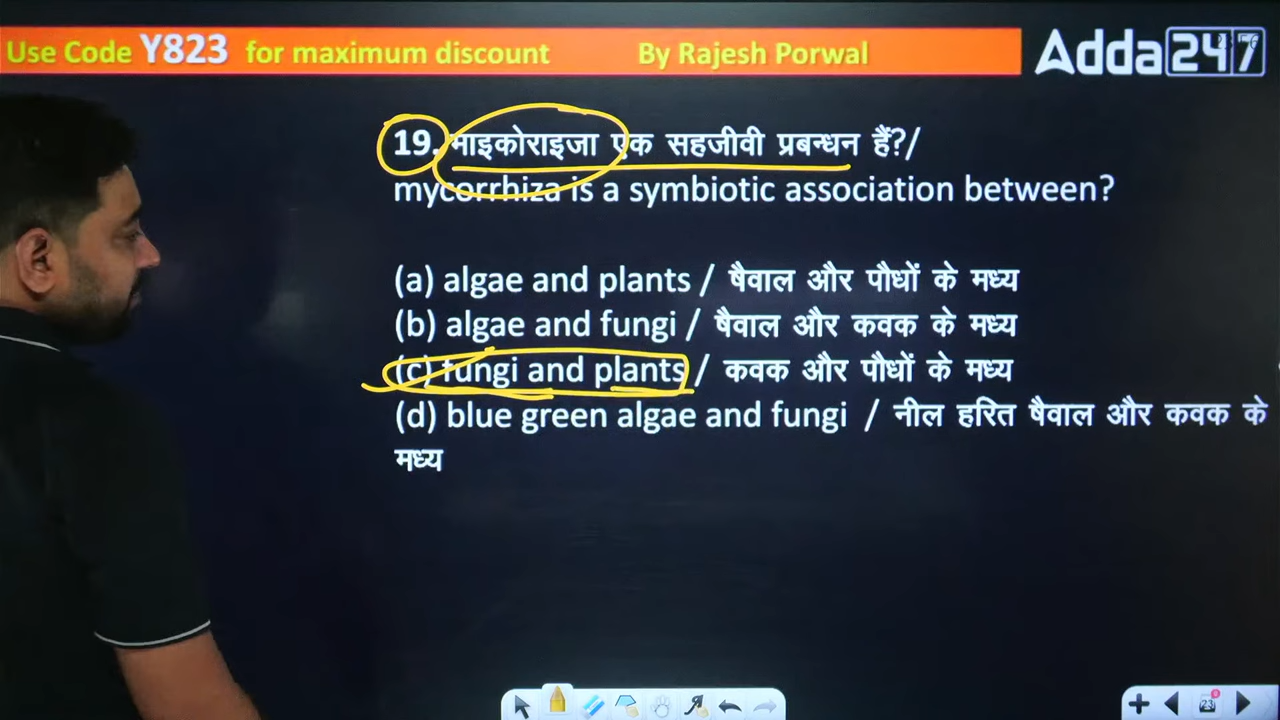 Use Code Y823 for maximum discount By Rajesh Porwal
Adda247
19. माइकोराइजा एक सहजीवी प्रबन्धन हैं?/
mycorrhiza is a symbiotic association between?
(a) algae and plants / षैवाल और पौधों के मध्य
(b) algae and fungi / षैवाल और कवक के मध्य
(c) fungi and plants / कवक और पौधों के मध्य
(d) blue green algae and fungi / नील हरित षैवाल और कवक के
मध्य
23